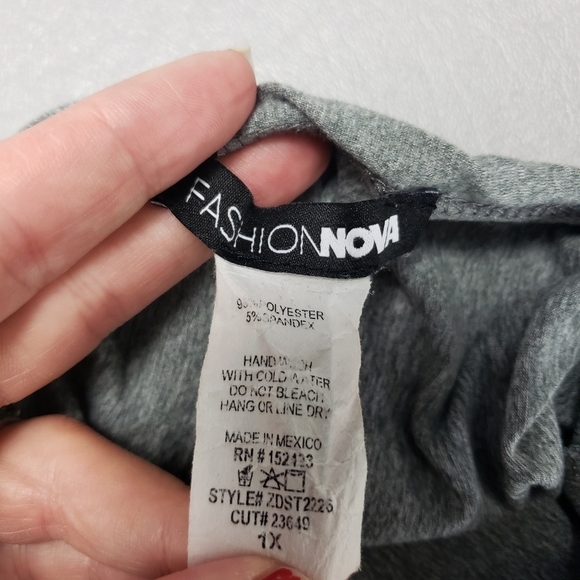 FASHIONNOVA
95% POLYESTER
5% SPANDEX
HAND WASH
WITH COLD WATER
DO NOT BLEACH
HANG OR LINE DRY
MADE IN MEXICO
RN #
STYLE# ZDST2226
CUT# 23649
1X